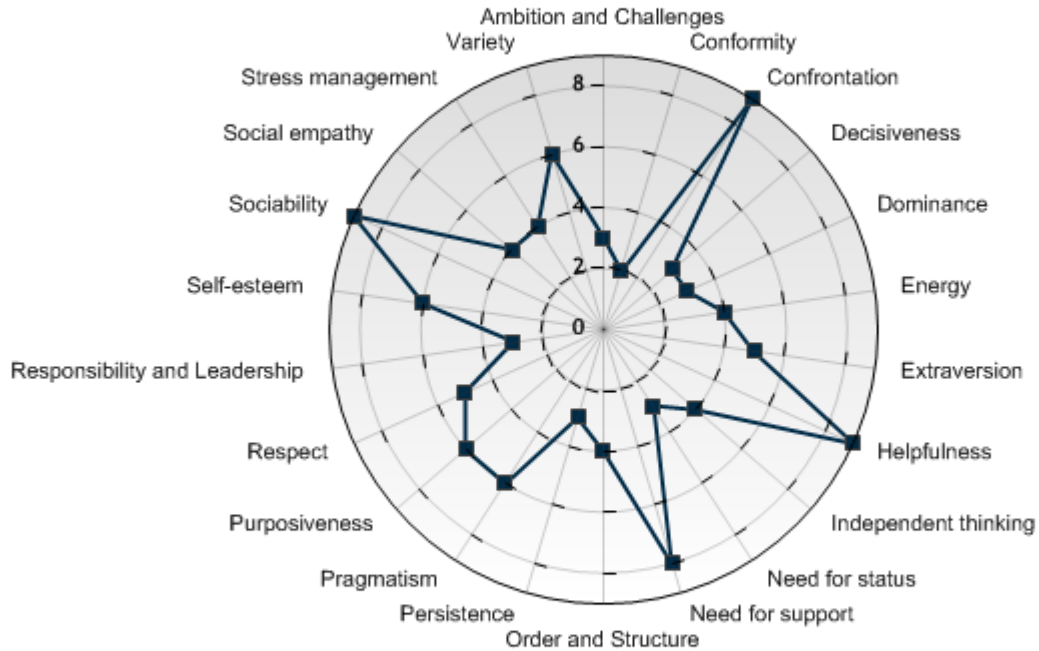 Ambition and Challenges
Variety
Conformity
Stress management
Confrontation
Social empathy
Decisiveness
Sociability
Dominance
Self-esteem
Energy
Responsibility and Leadership
Extraversion
Respect
Helpfulness
Purposiveness
Independent thinking
Pragmatism
Need for status
Persistence
Need for support
Order and Structure
8
6
4
2
0